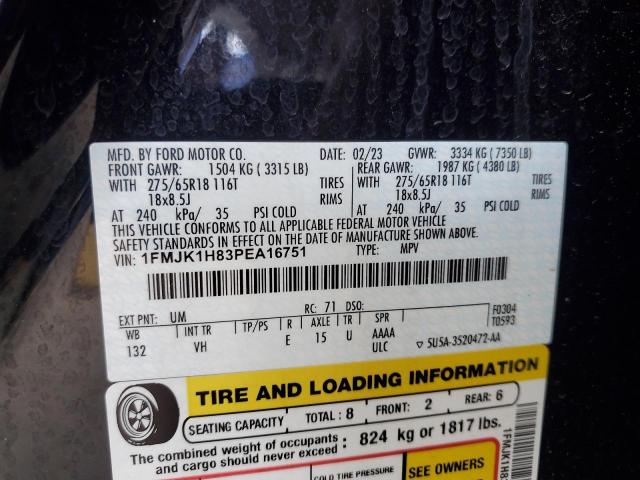 MFD. BY FORD MOTOR CO. 02/23 GVWR: 3334 KG ( 7350 LB)
FRONT GAWR: 1504 KG ( 3315 LB) REAR GAWR: 1987 KG ( 4380 LB)
WITH 275/65R18 116T TIRES WITH 275/65R18 116T TIRES
18x8.5J RIMS 18x8.5J RIMS
AT 240 kPa/ 35 PSI COLD AT 240 kPa/ 35 PSI COLD
THIS VEHICLE CONFORMS TO ALL APPLICABLE FEDERAL MOTOR VEHICLE
SAFETY STANDARDS IN EFFECT ON THE DATE OF MANUFACTURE SHOWN ABOVE.
VIN: 1FMJK1H83PEA16751 TYPE: MPV
EXT PNT: UM RC: 71 DSO: F0304
T0593
WB INT TR TP/PS R AXLE TR SPR
132 VH E 15 U AAAA
ULC ▽ 5U5A-3520472-AA
TIRE AND LOADING INFORMATION
SEATING CAPACITY TOTAL: 8 FRONT: 2 REAR: 6
The combined weight of occupants
and cargo should never exceed: 824 kg or 1817 lbs.
COLD TIRE PRESSURE
SEE OWNERS
1FMJK1H8